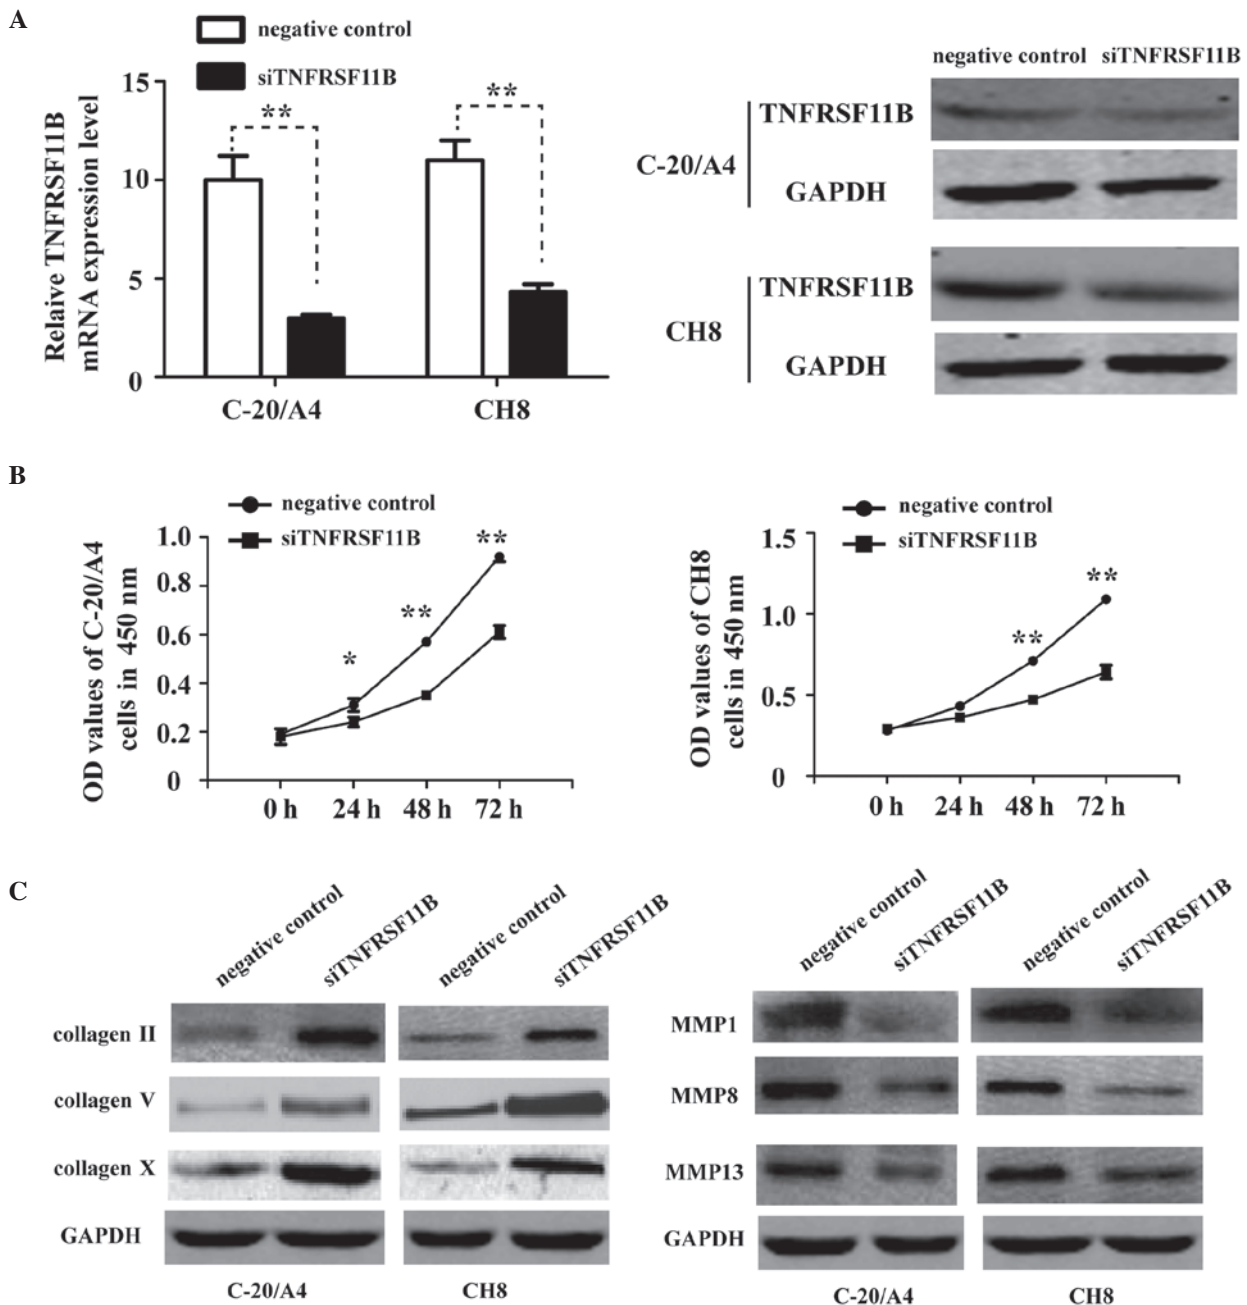 A
negative control
siTNFRSF11B
Relaive TNFRSF11B
mRNA expression level
15
10
5
0
**
**
C-20/A4
CH8
negative control siTNFRSF11B
C-20/A4
TNFRSF11B
GAPDH
CH8
TNFRSF11B
GAPDH
B
negative control
siTNFRSF11B
OD values of C-20/A4
cells in 450 nm
1.0
0.8
0.6
0.4
0.2
0
*
**
**
0 h 24 h 48 h 72 h
negative control
siTNFRSF11B
OD values of CH8
cells in 450 nm
1.5
1.0
0.5
0
**
**
0 h 24 h 48 h 72 h
C
negative control
siTNFRSF11B
negative control
siTNFRSF11B
collagen II
collagen V
collagen X
GAPDH
C-20/A4
CH8
negative control
siTNFRSF11B
negative control
siTNFRSF11B
MMP1
MMP8
MMP13
GAPDH
C-20/A4
CH8